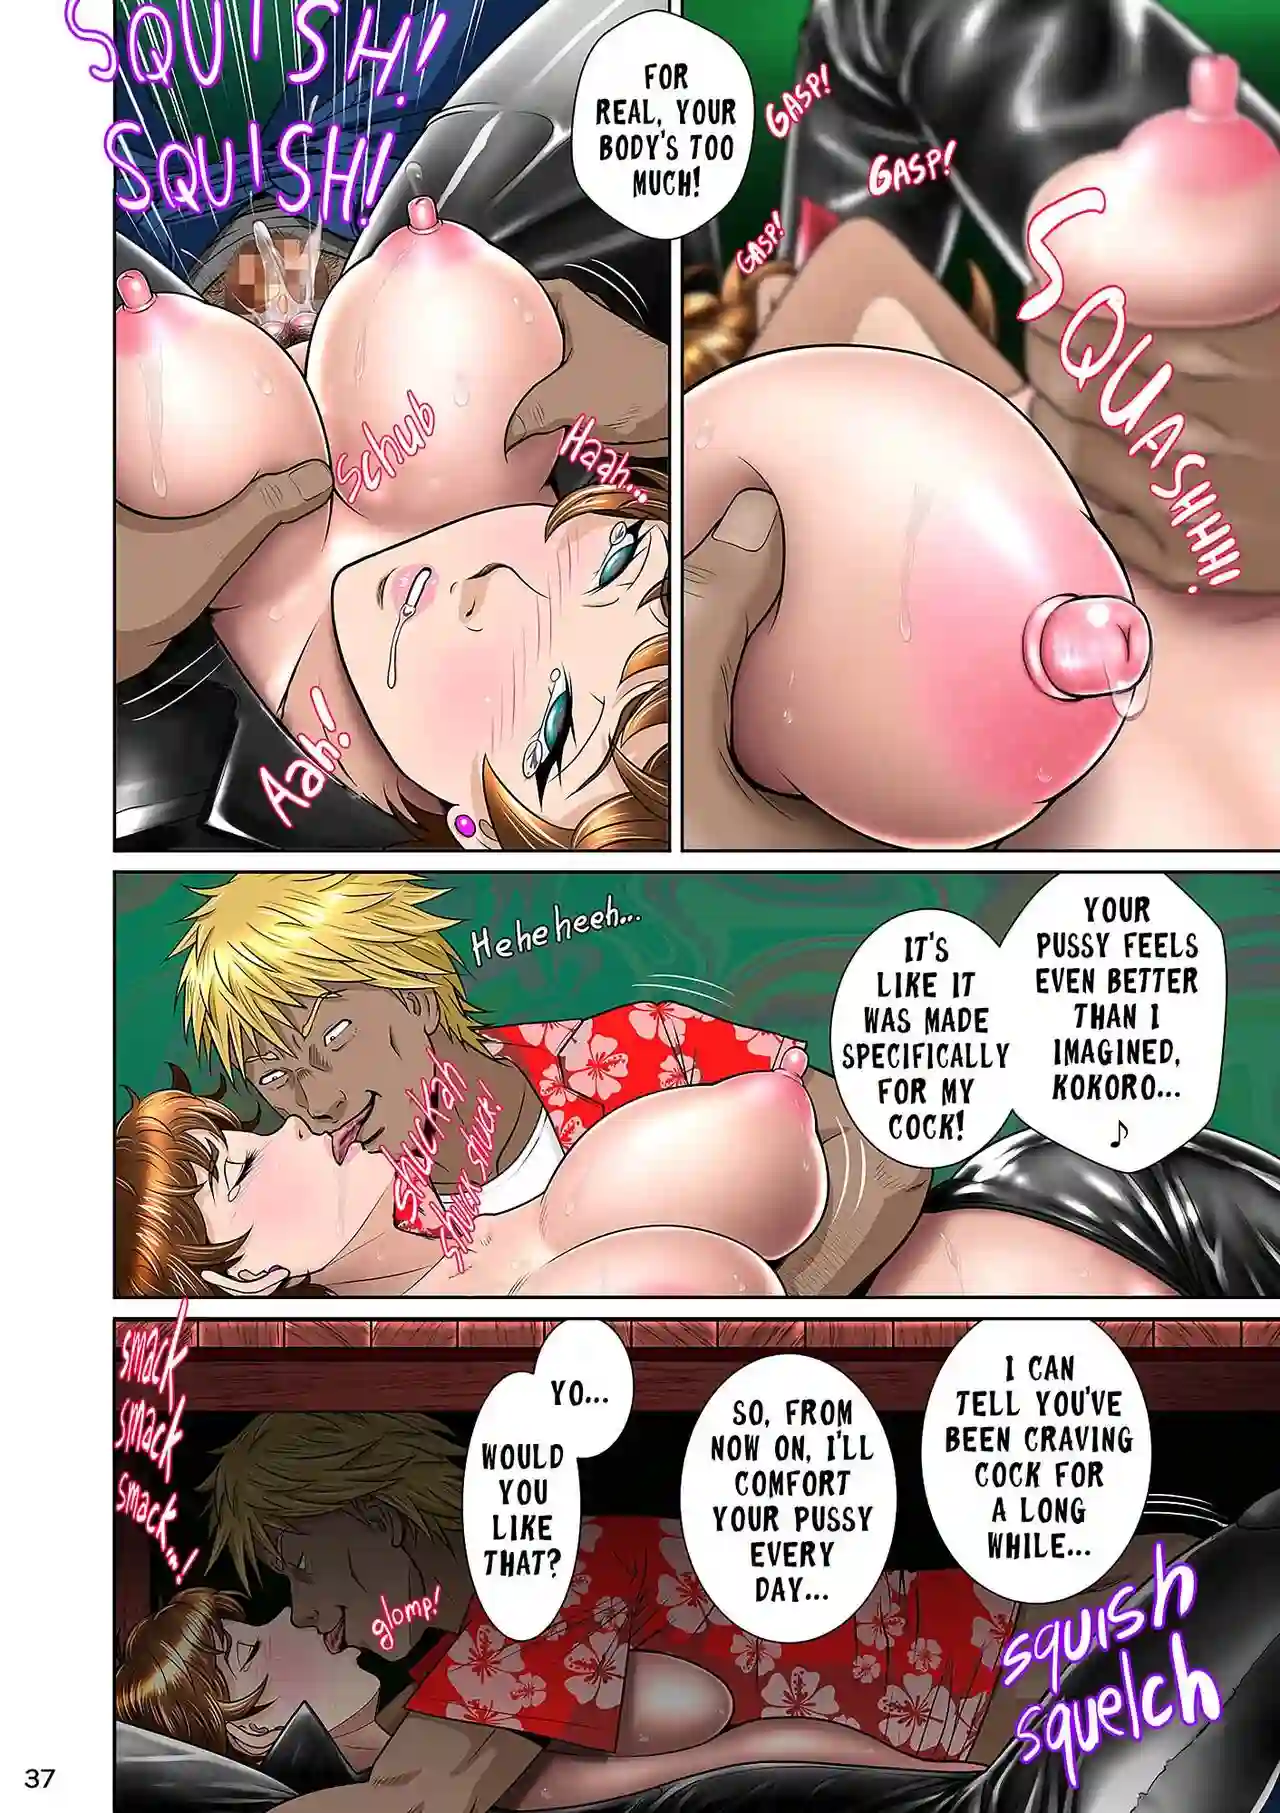 SQUISH!
SQUISH!
FOR
REAL, YOUR
BODY'S TOO
MUCH!
GASP!
GASP!
GASP!
SQUASHHH!
Schub
Haah...
Aah!
Heheheeh...
IT'S
LIKE IT
WAS MADE
SPECIFICALLY
FOR MY
COCK!
YOUR
PUSSY FEELS
EVEN BETTER
THAN I
IMAGINED,
KOKORO...
♪
shuckah
shuck shuck!
smack
smack
smack...!
YO...
WOULD
YOU
LIKE
THAT?
SO, FROM
NOW ON, I'LL
COMFORT
YOUR PUSSY
EVERY
DAY...
I CAN
TELL YOU'VE
BEEN CRAVING
COCK FOR
A LONG
WHILE...
glomp!
squish
squelch
37